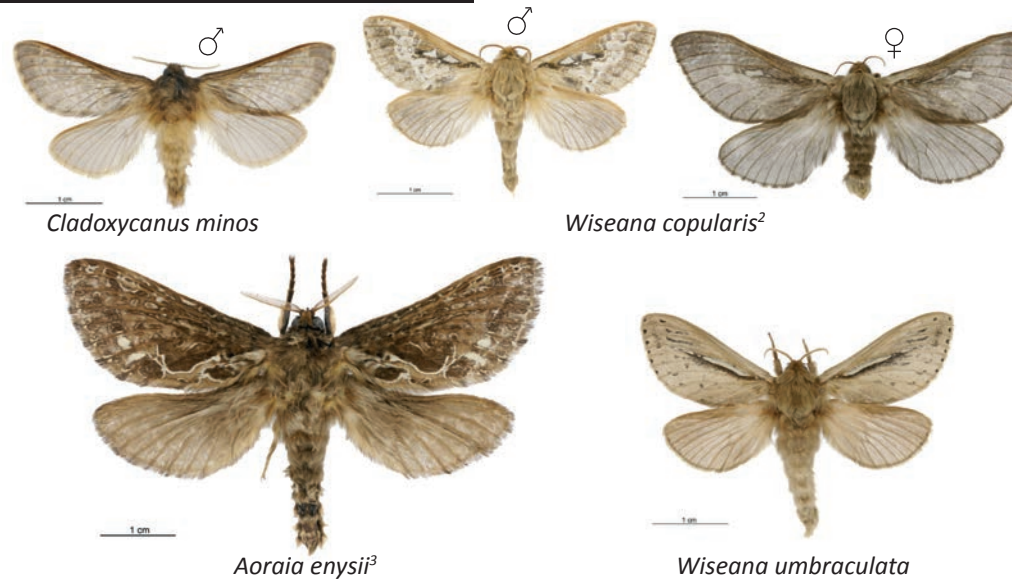 ♂ ♂ ♀
1 cm 1 cm 1 cm
Cladoxycanus minos Wiseana copularis²
1 cm 1 cm
Aoraia enysii³ Wiseana umbraculata